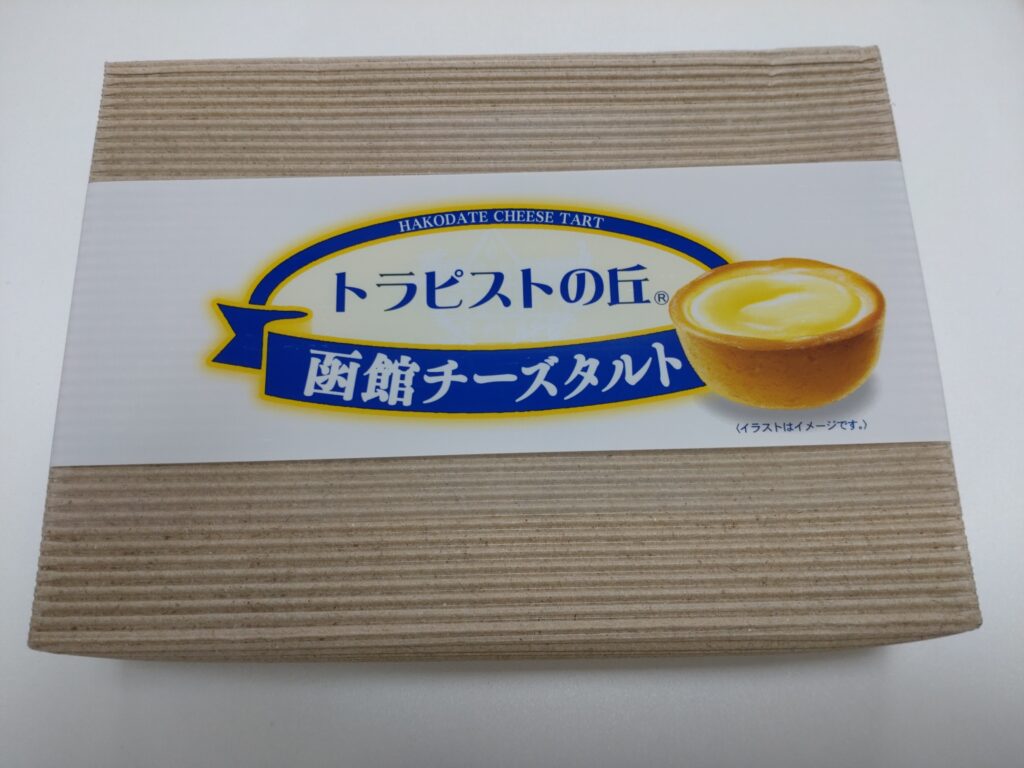 HAKODATE CHEESE TART
トラピストの丘®
函館チーズタルト
(イラストはイメージです。)